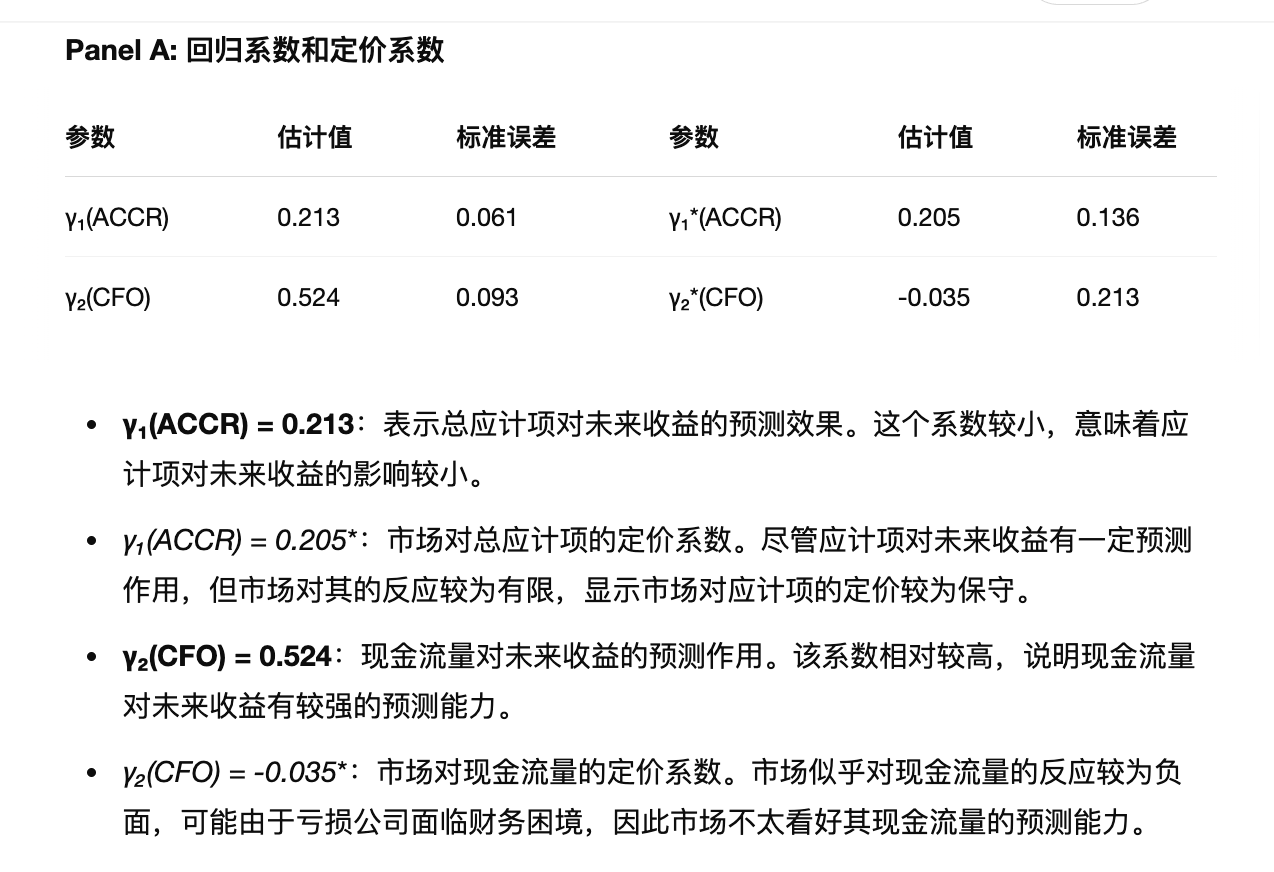 Panel A: 回归系数和定价系数
参数 估计值 标准误差 参数 估计值 标准误差
γ₁(ACCR) 0.213 0.061 γ₁*(ACCR) 0.205 0.136
γ₂(CFO) 0.524 0.093 γ₂*(CFO) -0.035 0.213
• γ₁(ACCR) = 0.213：表示总应计项对未来收益的预测效果。这个系数较小，意味着应
计项对未来收益的影响较小。
• γ₁(ACCR) = 0.205*：市场对总应计项的定价系数。尽管应计项对未来收益有一定预测
作用，但市场对其的反应较为有限，显示市场对应计项的定价较为保守。
• γ₂(CFO) = 0.524：现金流量对未来收益的预测作用。该系数相对较高，说明现金流量
对未来收益有较强的预测能力。
• γ₂(CFO) = -0.035*：市场对现金流量的定价系数。市场似乎对现金流量的反应较为负
面，可能由于亏损公司面临财务困境，因此市场不太看好其现金流量的预测能力。